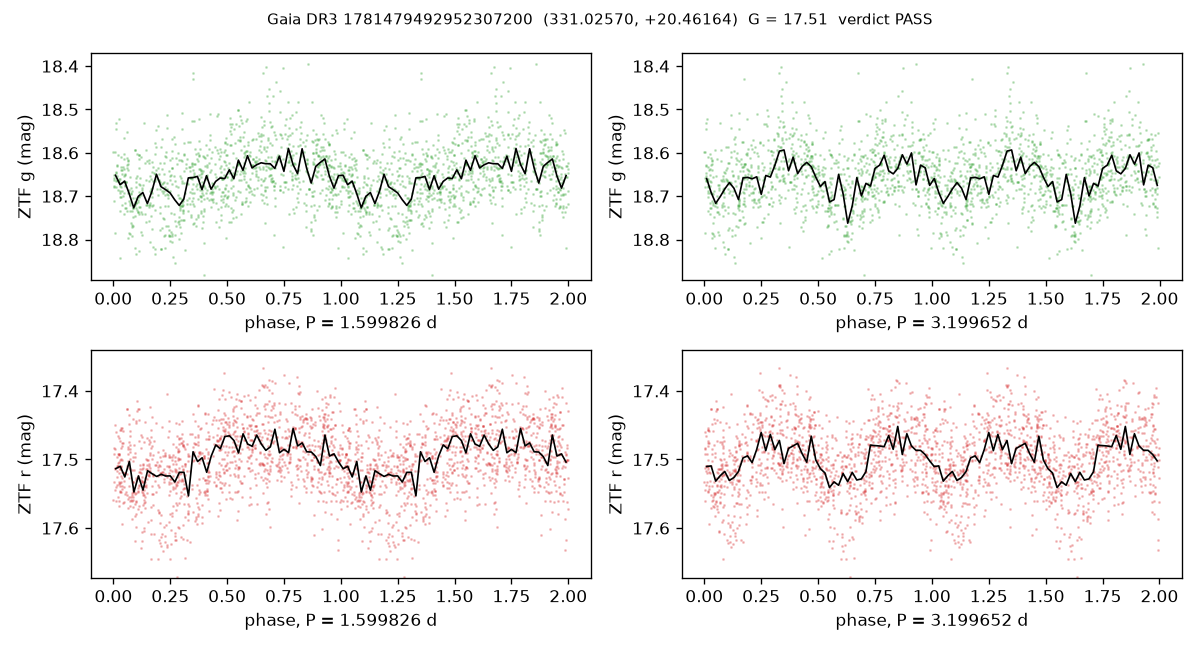 Gaia DR3 1781479492952307200 (331.02570, +20.46164) G = 17.51 verdict PASS
ZTF g (mag)
18.4
18.5
18.6
18.7
18.8
0.00 0.25 0.50 0.75 1.00 1.25 1.50 1.75 2.00
phase, P = 1.599826 d
ZTF g (mag)
18.4
18.5
18.6
18.7
18.8
0.00 0.25 0.50 0.75 1.00 1.25 1.50 1.75 2.00
phase, P = 3.199652 d
ZTF r (mag)
17.4
17.5
17.6
0.00 0.25 0.50 0.75 1.00 1.25 1.50 1.75 2.00
phase, P = 1.599826 d
ZTF r (mag)
17.4
17.5
17.6
0.00 0.25 0.50 0.75 1.00 1.25 1.50 1.75 2.00
phase, P = 3.199652 d